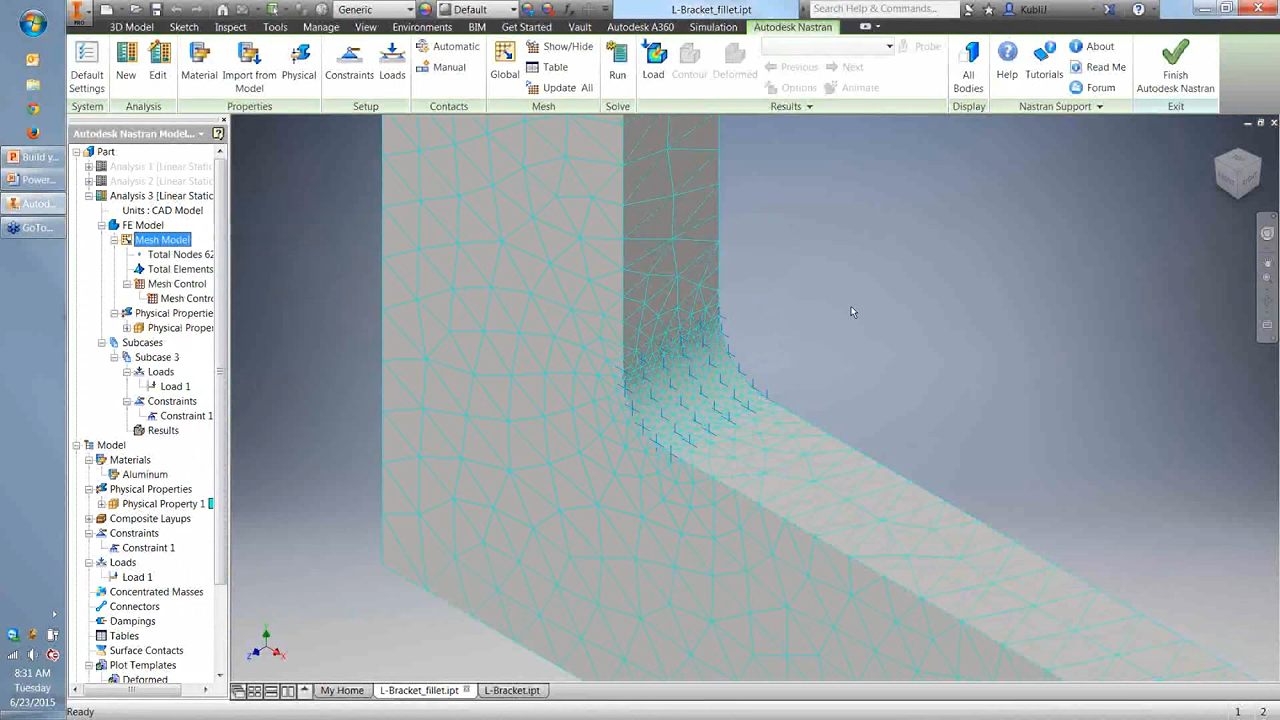 Generic
Default
L-Bracket_fillet.ipt
Search Help & Commands...
KubliJ
PRO
3D Model
Sketch
Inspect
Tools
Manage
View
Environments
BIM
Get Started
Vault
Autodesk A360
Simulation
Autodesk Nastran
Default Settings
New
Edit
Material
Import from Model
Physical
Constraints
Loads
Automatic
Manual
Global
Show/Hide
Table
Update All
Run
Load
Contour
Deformed
Probe
Previous
Next
Options
Animate
All Bodies
Help
Tutorials
About
Read Me
Forum
Finish Autodesk Nastran
System
Analysis
Properties
Setup
Contacts
Mesh
Solve
Results
Display
Nastran Support
Exit
Autodesk Nastran Model...
Part
Analysis 1 [Linear Static
Analysis 2 [Linear Static
Analysis 3 [Linear Static
Units : CAD Model
FE Model
Mesh Model
Total Nodes 62
Total Elements
Mesh Control
Mesh Contro
Physical Propertie
Physical Proper
Subcases
Subcase 3
Loads
Load 1
Constraints
Constraint 1
Results
Model
Materials
Aluminum
Physical Properties
Physical Property 1
Composite Layups
Constraints
Constraint 1
Loads
Load 1
Concentrated Masses
Connectors
Dampings
Tables
Surface Contacts
Plot Templates
Deformed
Build y...
Power...
Autod...
GoTo...
8:31 AM
Tuesday
6/23/2015
My Home
L-Bracket_fillet.ipt
L-Bracket.ipt
Ready
1
2